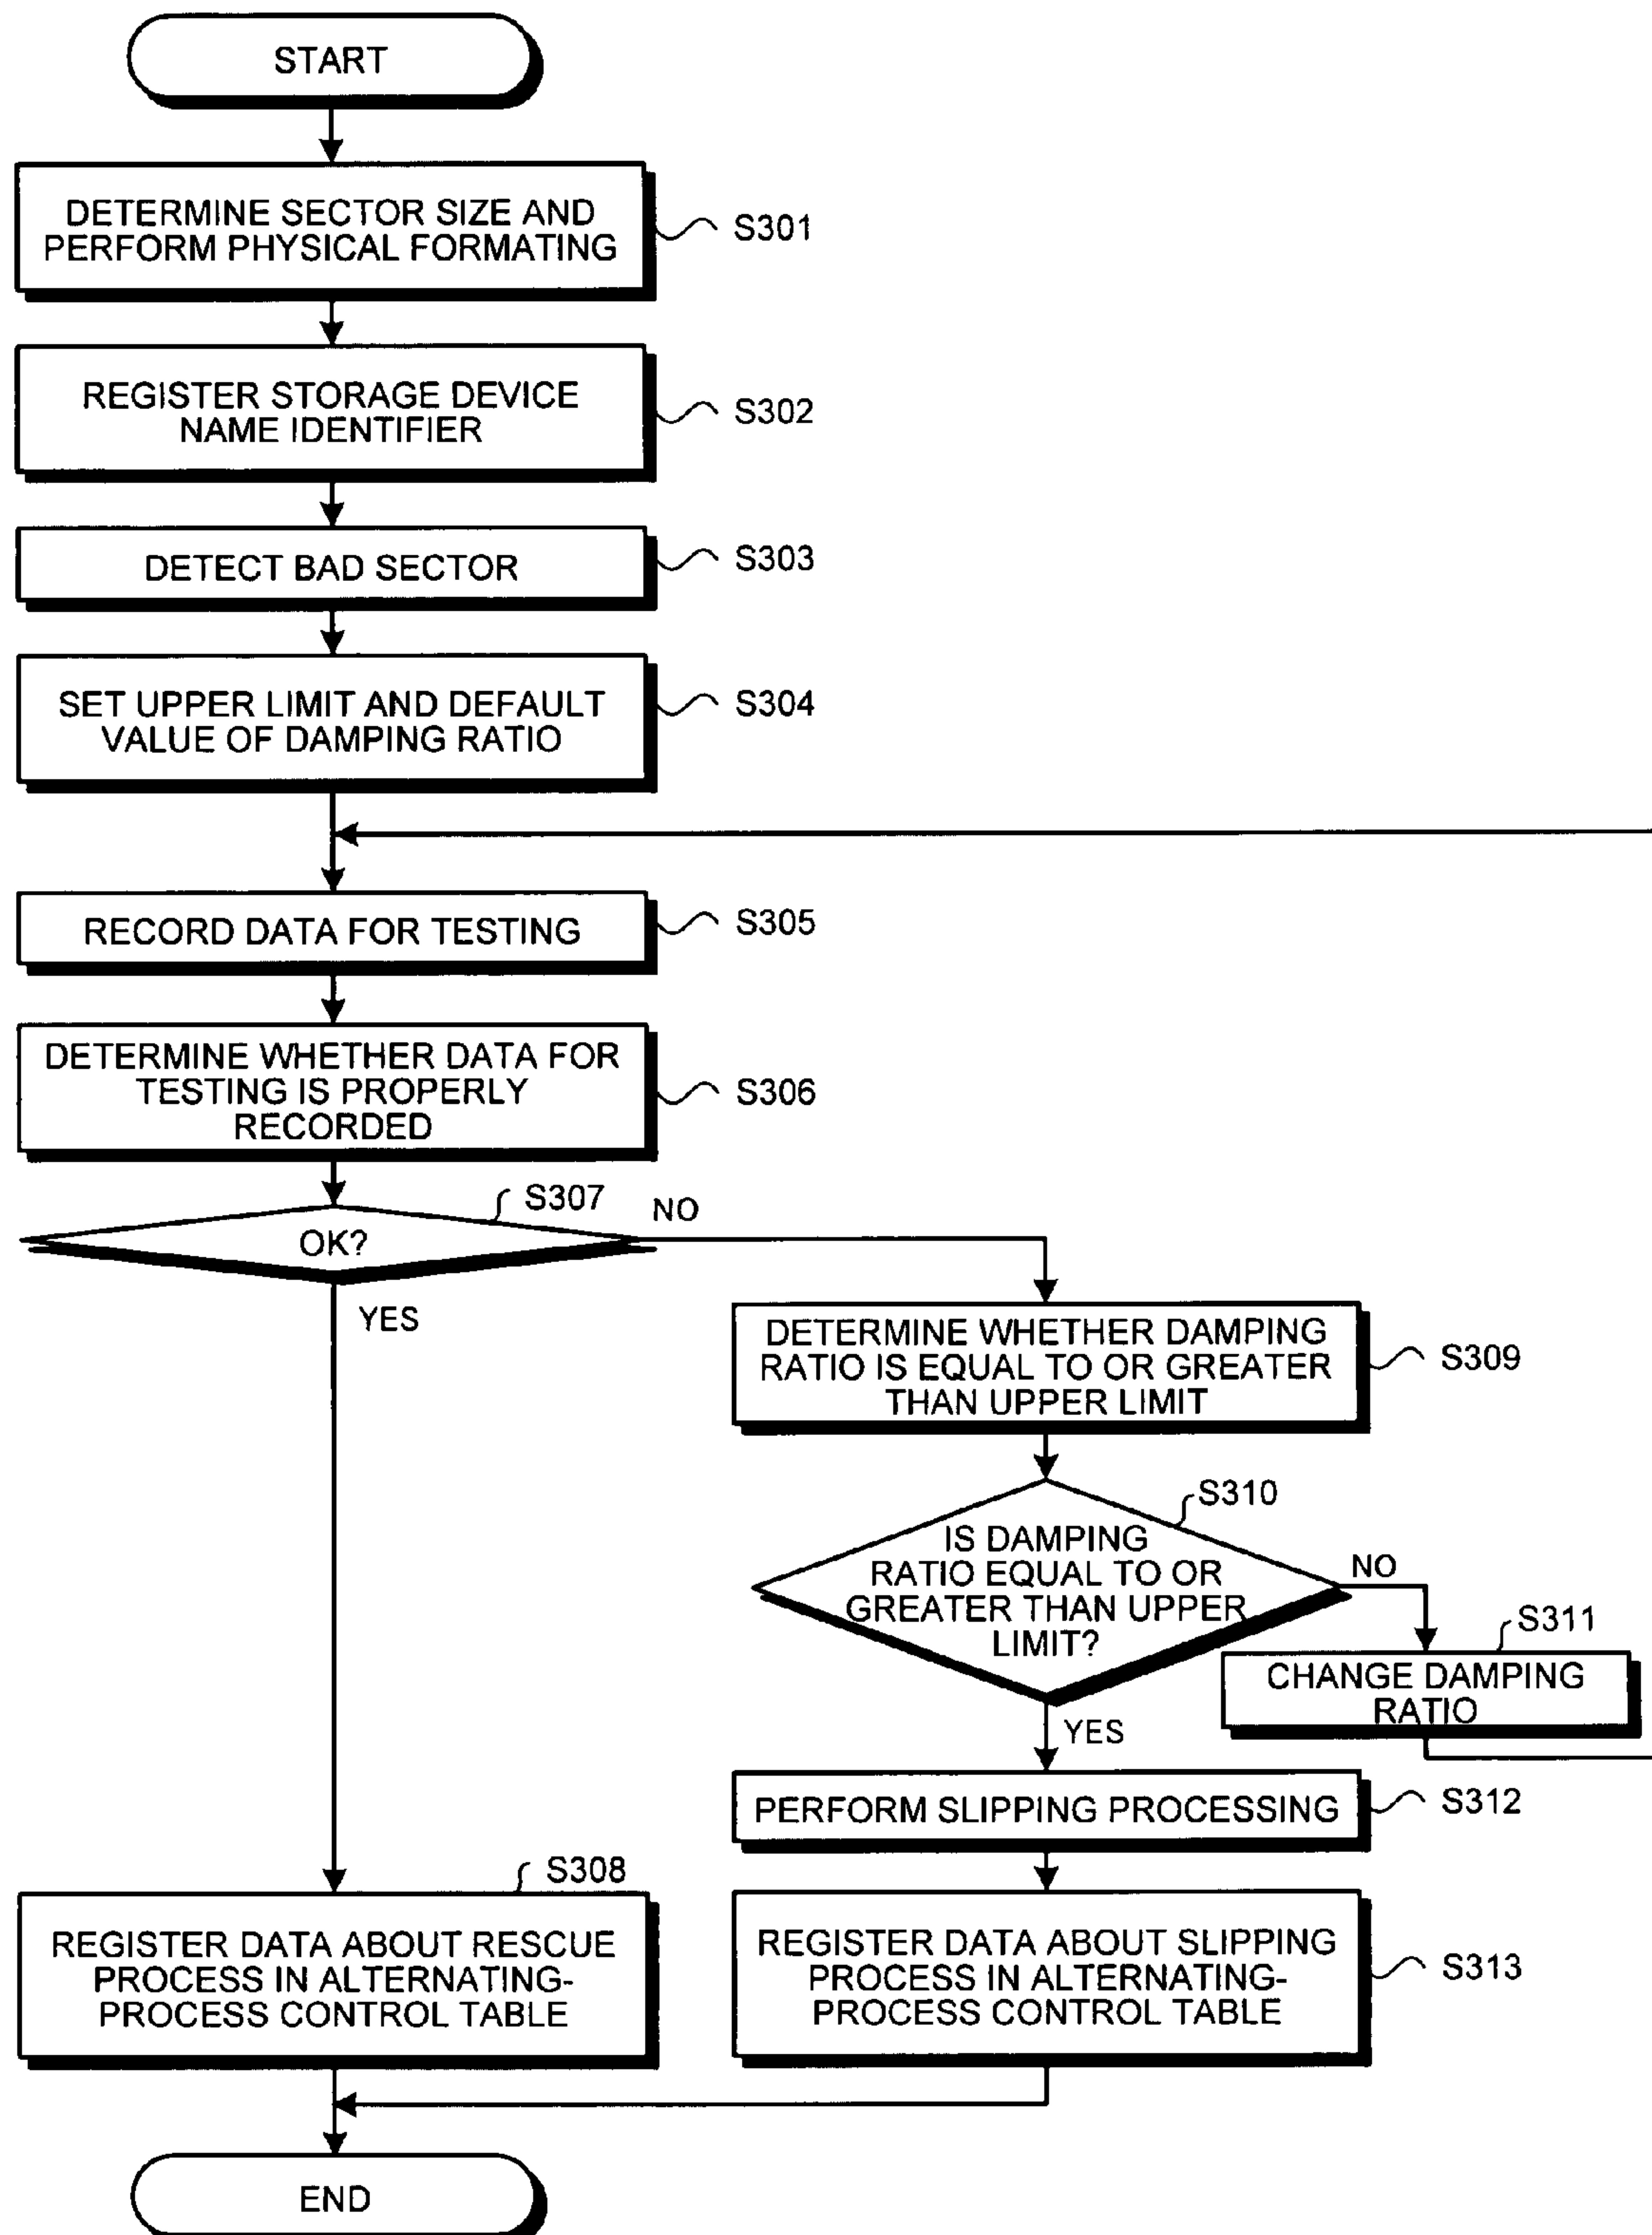 START
DETERMINE SECTOR SIZE AND
PERFORM PHYSICAL FORMATING
S301
REGISTER STORAGE DEVICE
NAME IDENTIFIER
S302
DETECT BAD SECTOR
S303
SET UPPER LIMIT AND DEFAULT
VALUE OF DAMPING RATIO
S304
RECORD DATA FOR TESTING
S305
DETERMINE WHETHER DATA FOR
TESTING IS PROPERLY
RECORDED
S306
S307
NO
OK?
YES
DETERMINE WHETHER DAMPING
RATIO IS EQUAL TO OR GREATER
THAN UPPER LIMIT
S309
S310
IS DAMPING
RATIO EQUAL TO OR
GREATER THAN UPPER
LIMIT?
NO
S311
CHANGE DAMPING
RATIO
YES
PERFORM SLIPPING PROCESSING
S312
S308
REGISTER DATA ABOUT RESCUE
PROCESS IN ALTERNATING-
PROCESS CONTROL TABLE
REGISTER DATA ABOUT SLIPPING
PROCESS IN ALTERNATING-
PROCESS CONTROL TABLE
S313
END